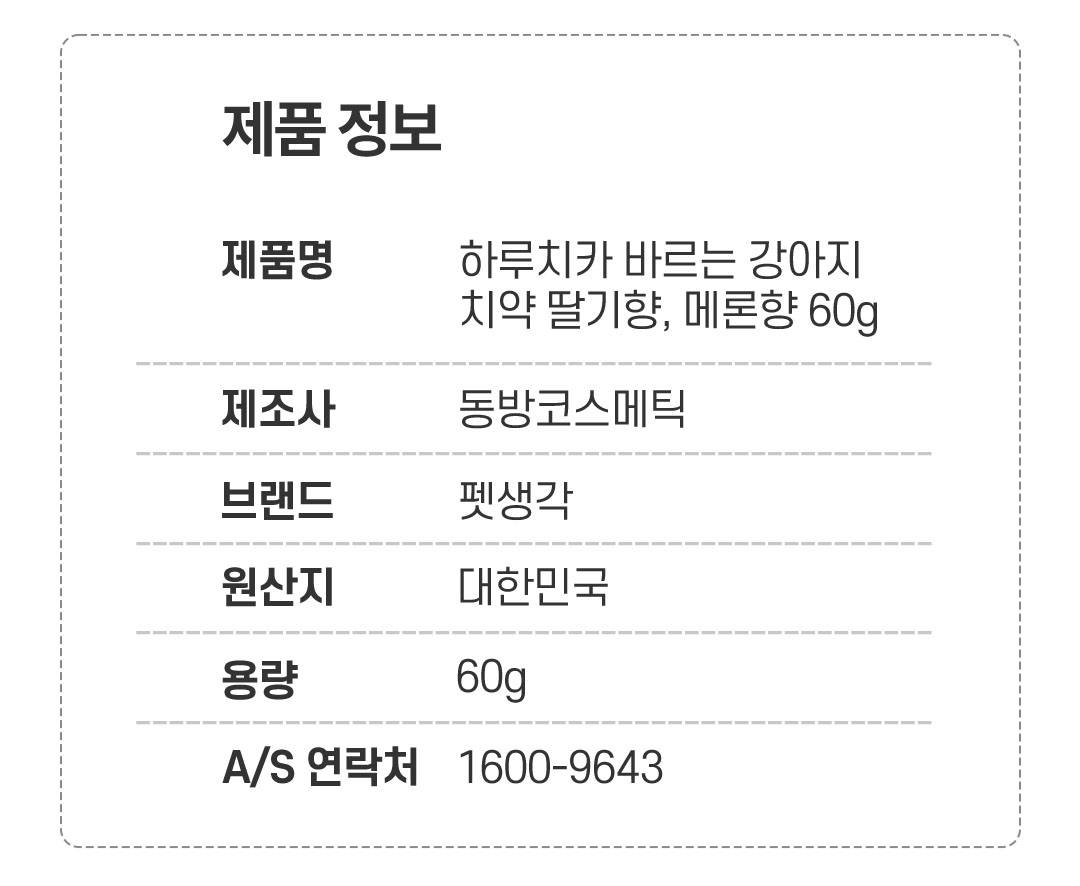 제품 정보
제품명 하루치카 바르는 강아지
치약 딸기향, 메론향 60g
제조사 동방코스메틱
브랜드 펫생각
원산지 대한민국
용량 60g
A/S 연락처 1600-9643